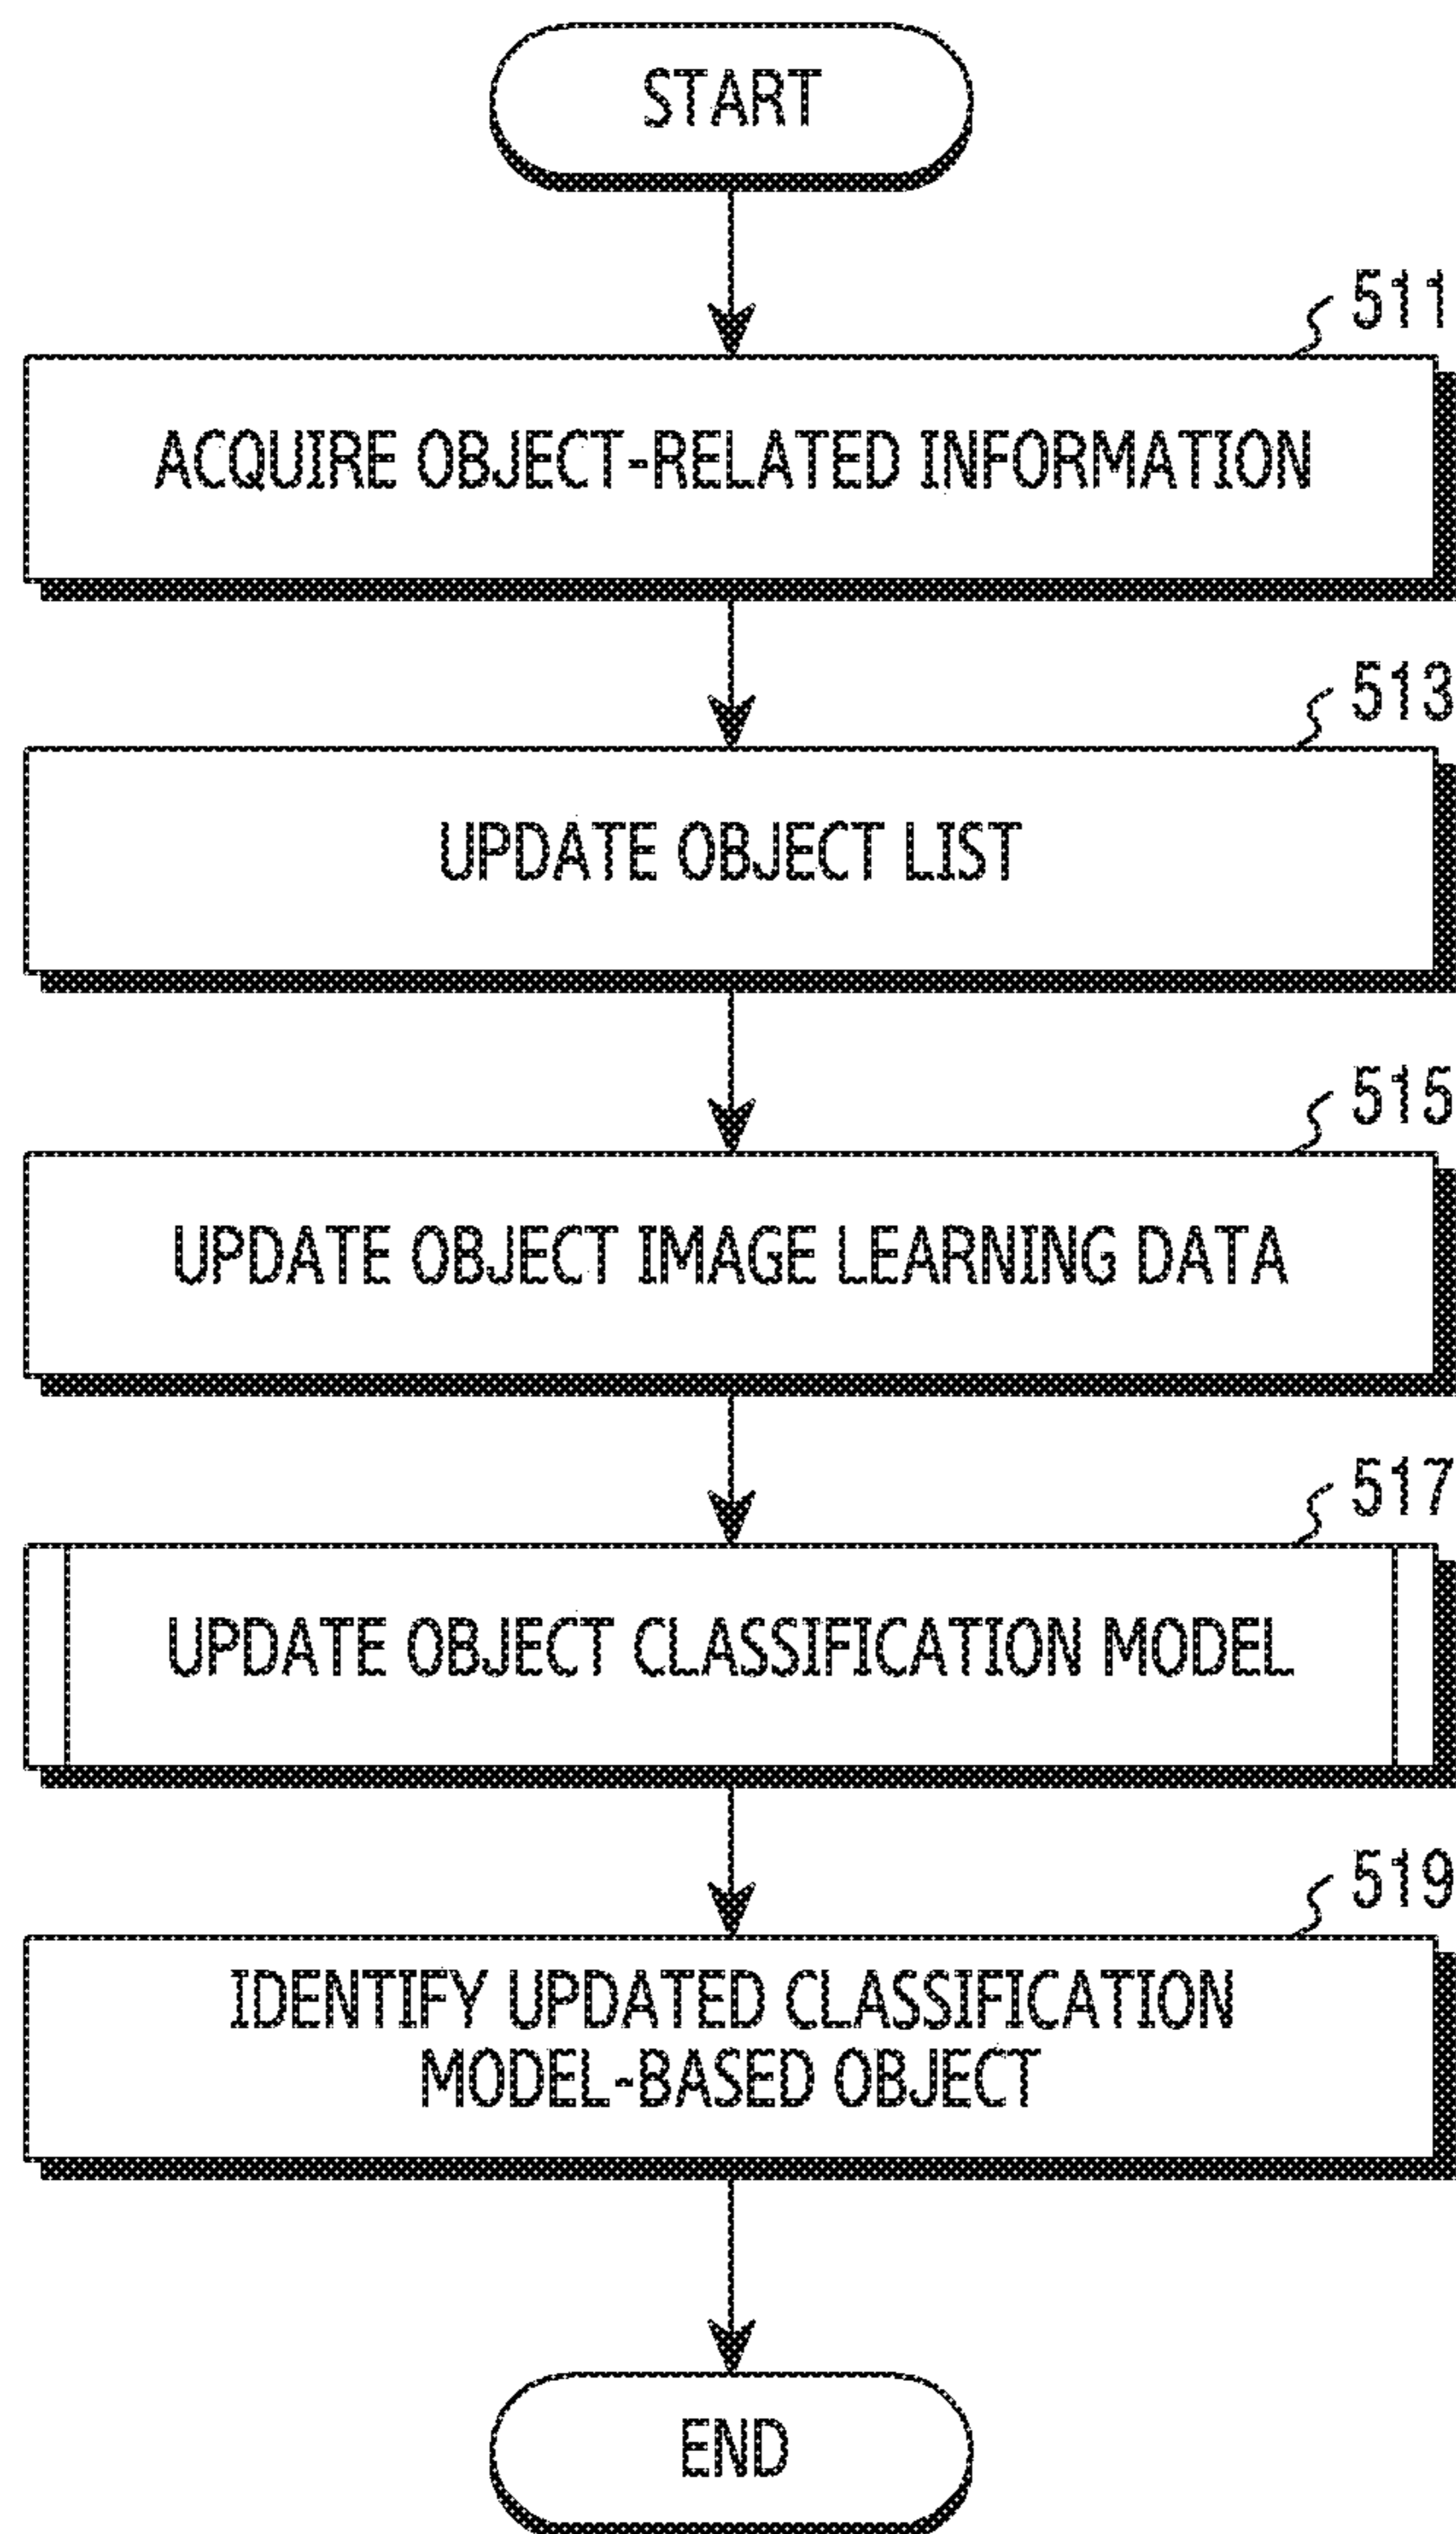 START
511
ACQUIRE OBJECT-RELATED INFORMATION
513
UPDATE OBJECT LIST
515
UPDATE OBJECT IMAGE LEARNING DATA
517
UPDATE OBJECT CLASSIFICATION MODEL
519
IDENTIFY UPDATED CLASSIFICATION
MODEL-BASED OBJECT
END